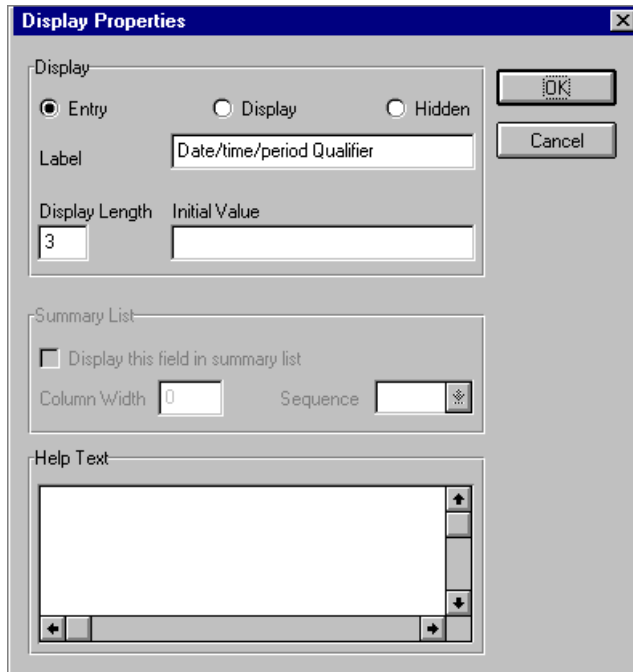 Display Properties
Display
OK
Entry Display Hidden
Cancel
Label Date/time/period Qualifier
Display Length Initial Value
3
Summary List
Display this field in summary list
Column Width 0 Sequence
Help Text